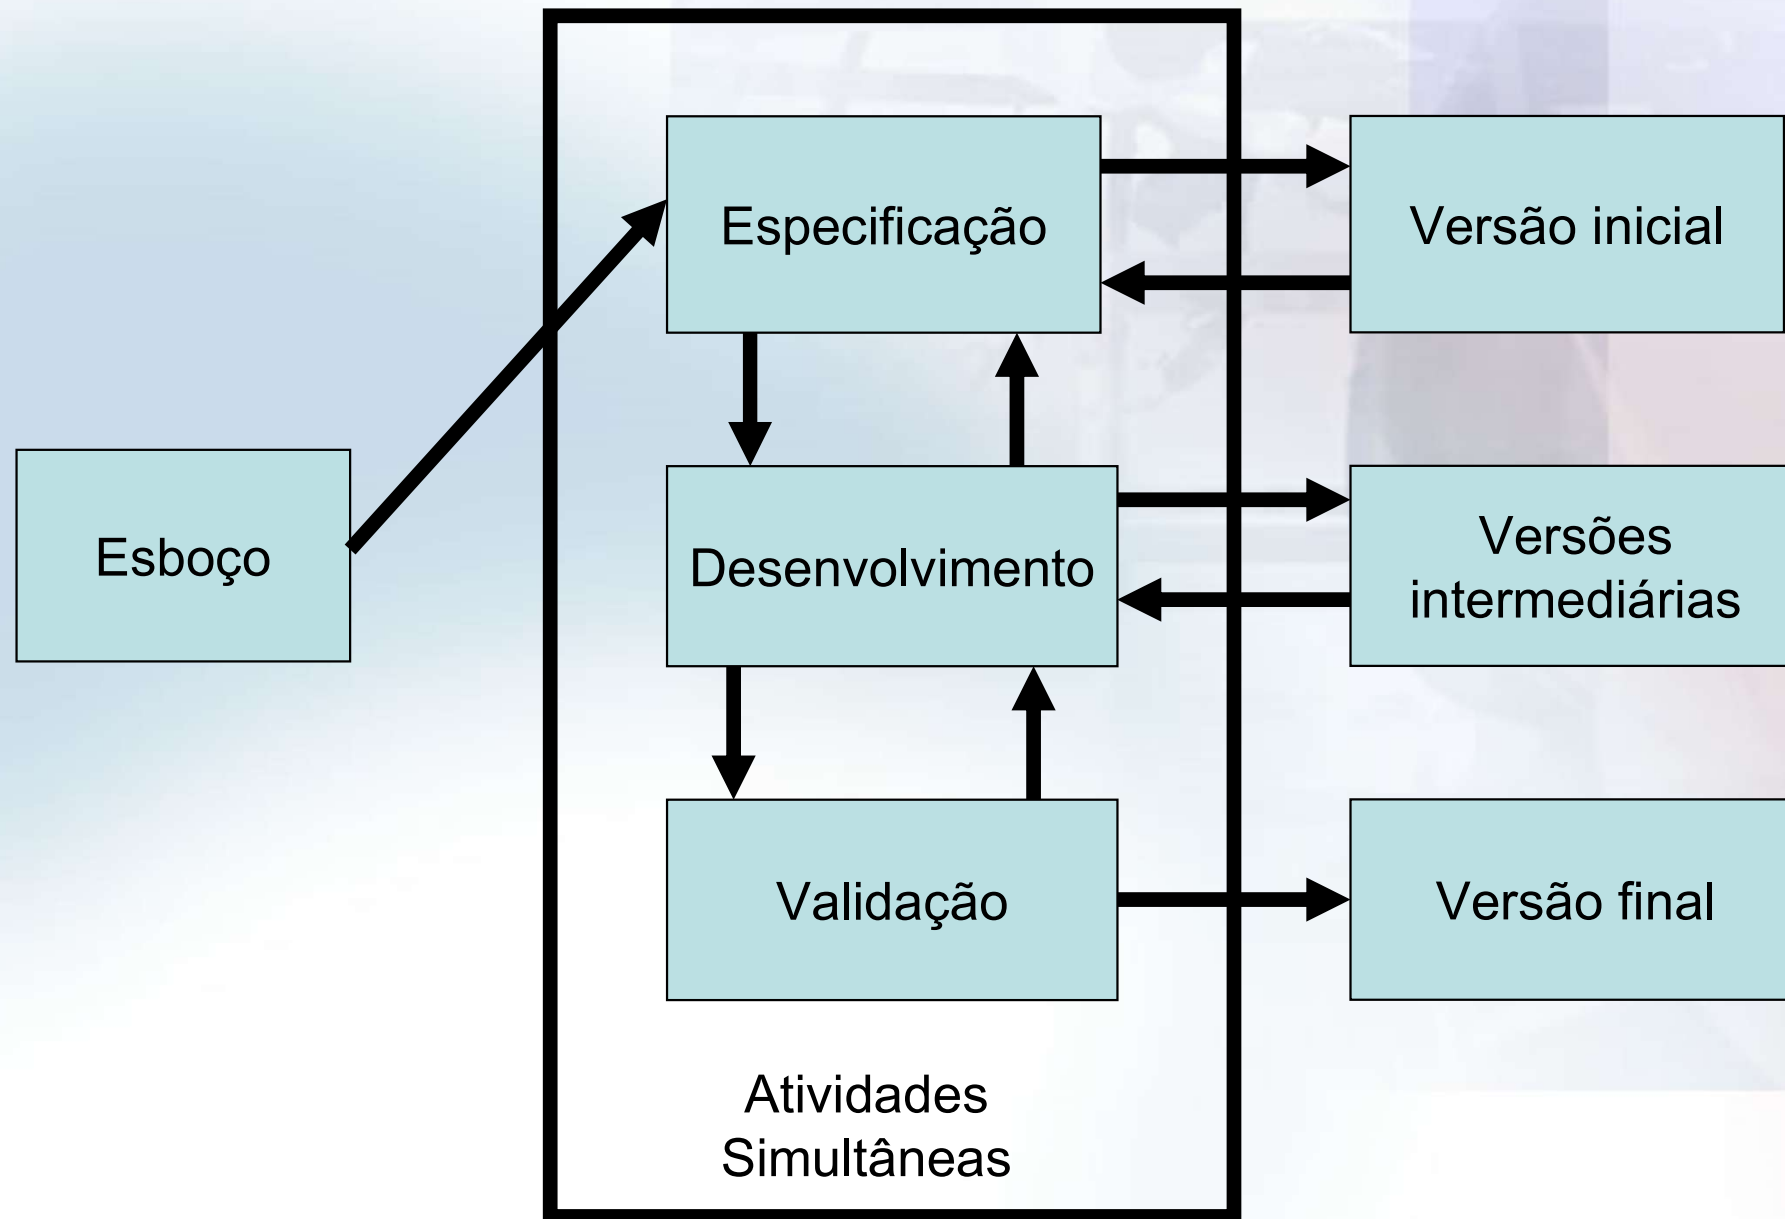 Especificação
Versão inicial
Esboço
Desenvolvimento
Versões
intermediárias
Validação
Versão final
Atividades
Simultâneas